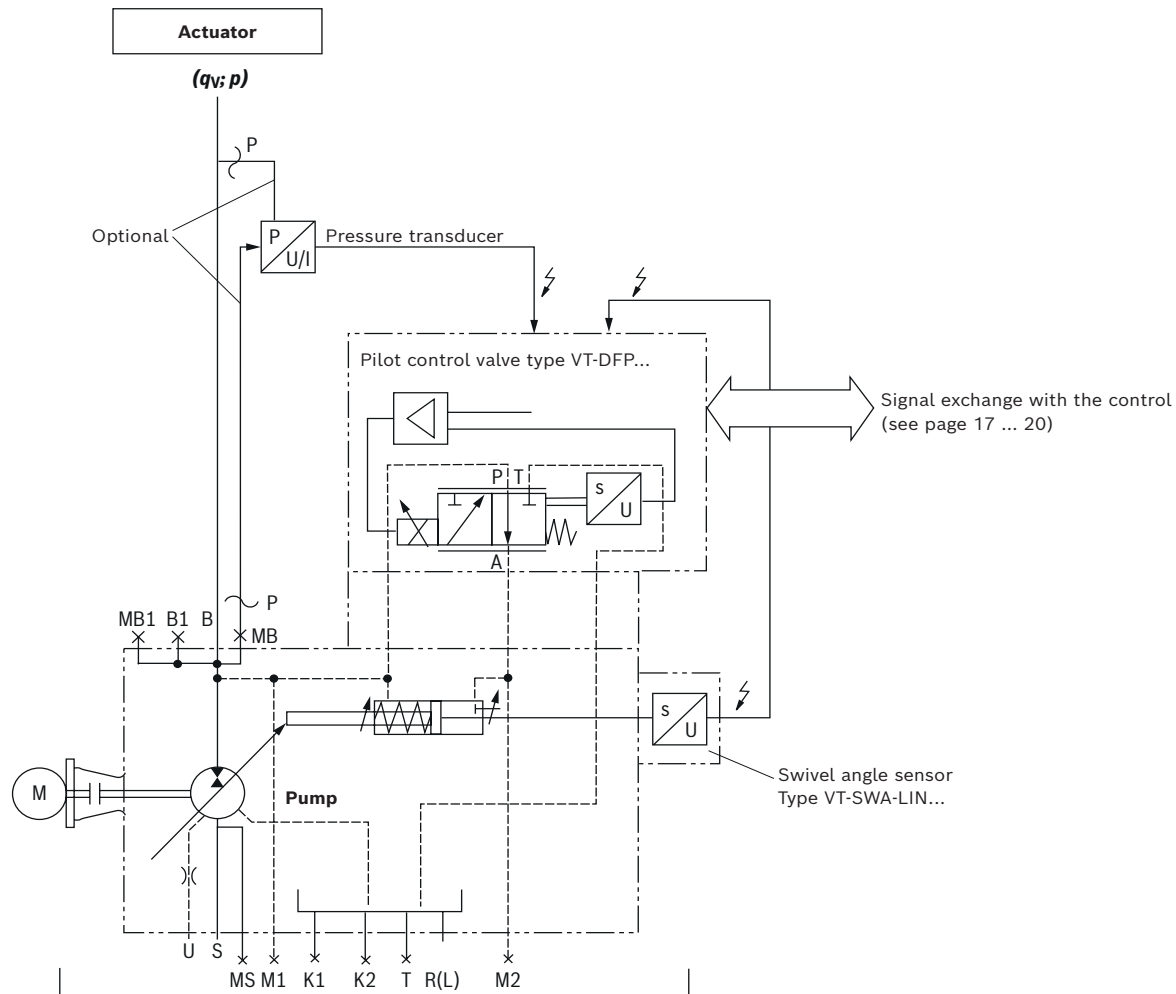 Actuator
(qV; p)
P
Optional
P
U/I
Pressure transducer
Pilot control valve type VT-DFP...
Signal exchange with the control
(see page 17 ... 20)
P T
s
U
A
P
MB1 B1 B
MB
s
U
M
Pump
Swivel angle sensor
Type VT-SWA-LIN...
U S
MS M1 K1 K2 T R(L) M2